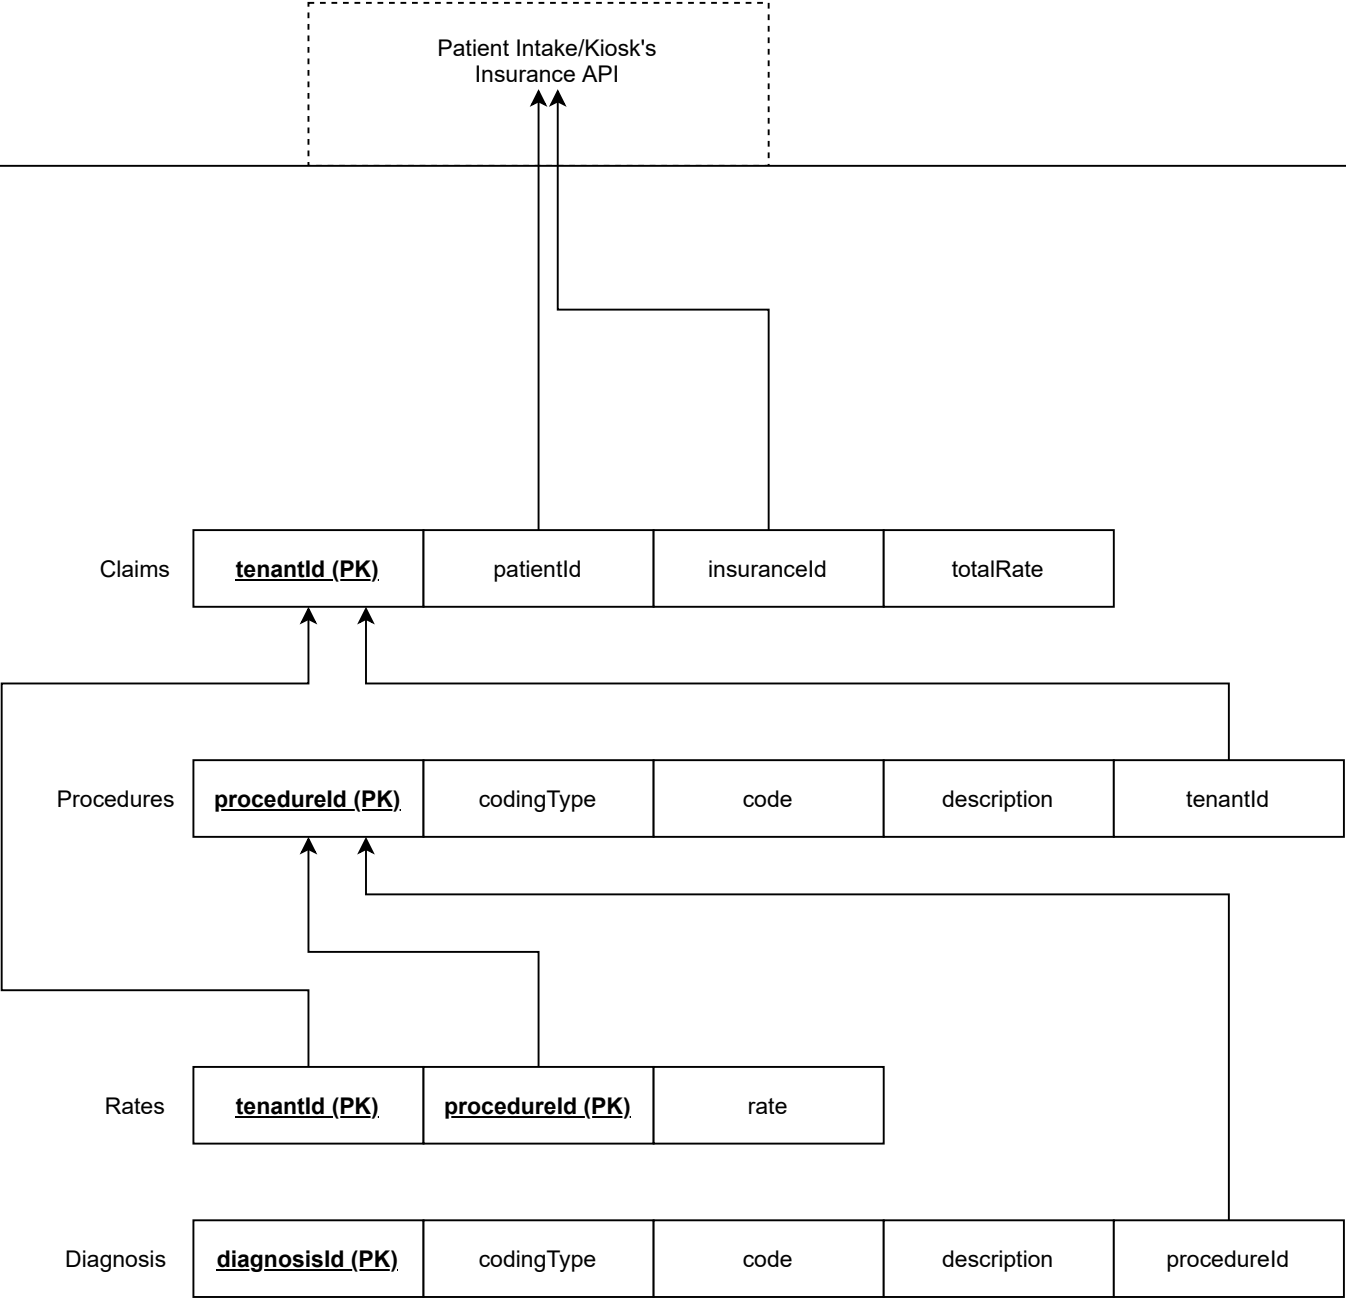 Patient Intake/Kiosk's
Insurance API
Claims tenantId (PK) patientId insuranceId totalRate
Procedures procedureId (PK) codingType code description tenantId
Rates tenantId (PK) procedureId (PK) rate
Diagnosis diagnosisId (PK) codingType code description procedureId